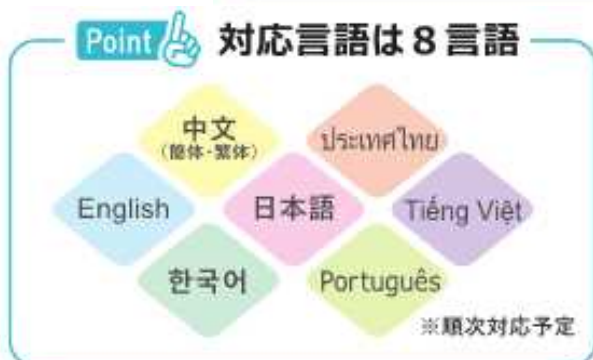 Point 対応言語は8言語
中文
(簡体・繁体)
ประเทศไทย
English
日本語
Tiếng Việt
한국어
Português
※順次対応予定